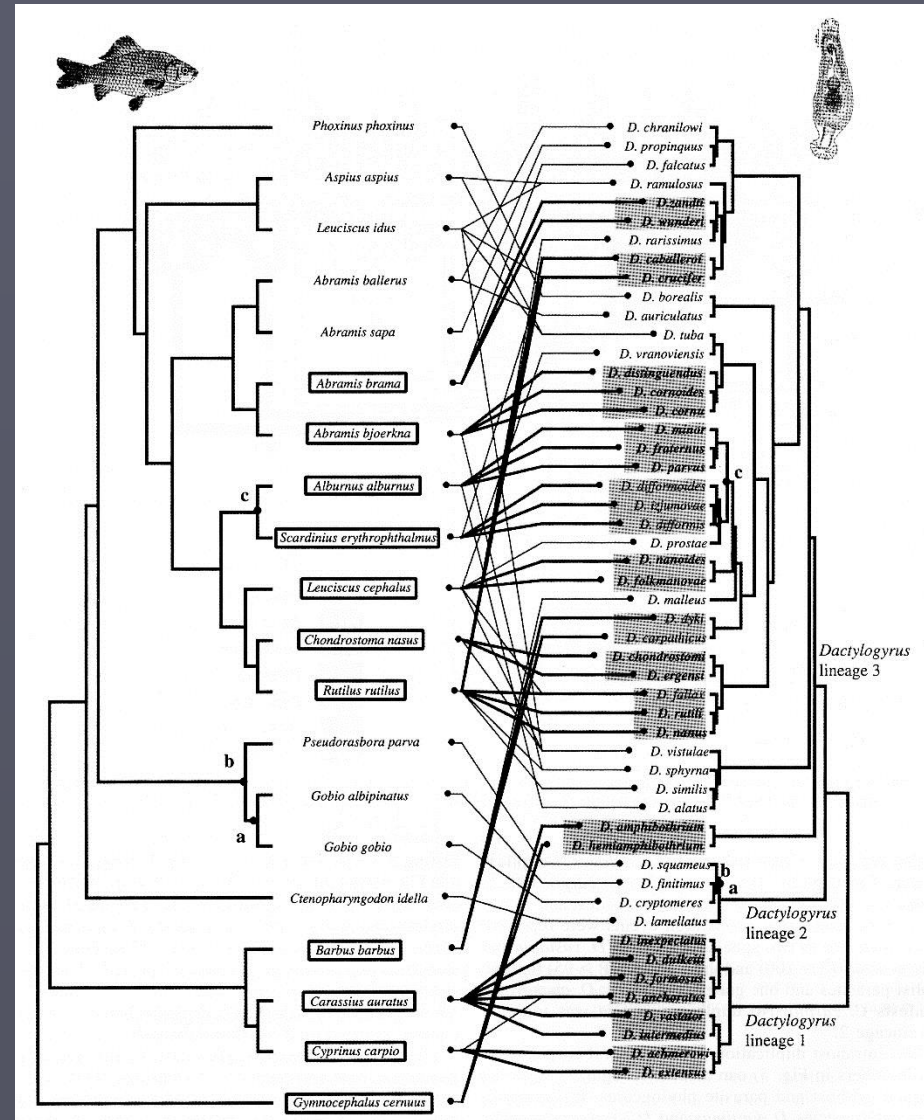 Phoxinus phoxinus
Aspius aspius
Leuciscus idus
Abramis ballerus
Abramis sapa
Abramis brama
Abramis bjoerkna
Alburnus alburnus
c
Scardinius erythrophthalmus
Leuciscus cephalus
Chondrostoma nasus
Rutilus rutilus
Pseudorasbora parva
b
Gobio albipinatus
a
Gobio gobio
Ctenopharyngodon idella
Barbus barbus
Carassius auratus
Cyprinus carpio
Gymnocephalus cernuus
D. chranilowi
D. propinquus
D. falcatus
D. ramulosus
D. zandti
D. wunderi
D. rarissimus
D. caballeroi
D. crucifer
D. borealis
D. auriculatus
D. tuba
D. vranoviensis
D. distinguendus
D. cornoides
D. cornu
D. minor
D. fraternus
D. parvus
c
D. difformoides
D. izjumovae
D. difformis
D. prostae
D. nanoides
D. folkmanovae
D. malleus
D. dyki
D. carpathicus
D. chondrostomi
D. ergensi
D. fallax
D. rutili
D. nanus
D. vistulae
D. sphyrna
D. similis
D. alatus
D. amphibothrium
D. hemiamphibothrium
D. squameus
D. finitimus
D. cryptomeres
D. lamellatus
b
a
D. inexpectatus
D. dulkeiti
D. formosus
D. anchoratus
D. vastator
D. intermedius
D. achmerowi
D. extensus
Dactylogyrus
lineage 3
Dactylogyrus
lineage 2
Dactylogyrus
lineage 1